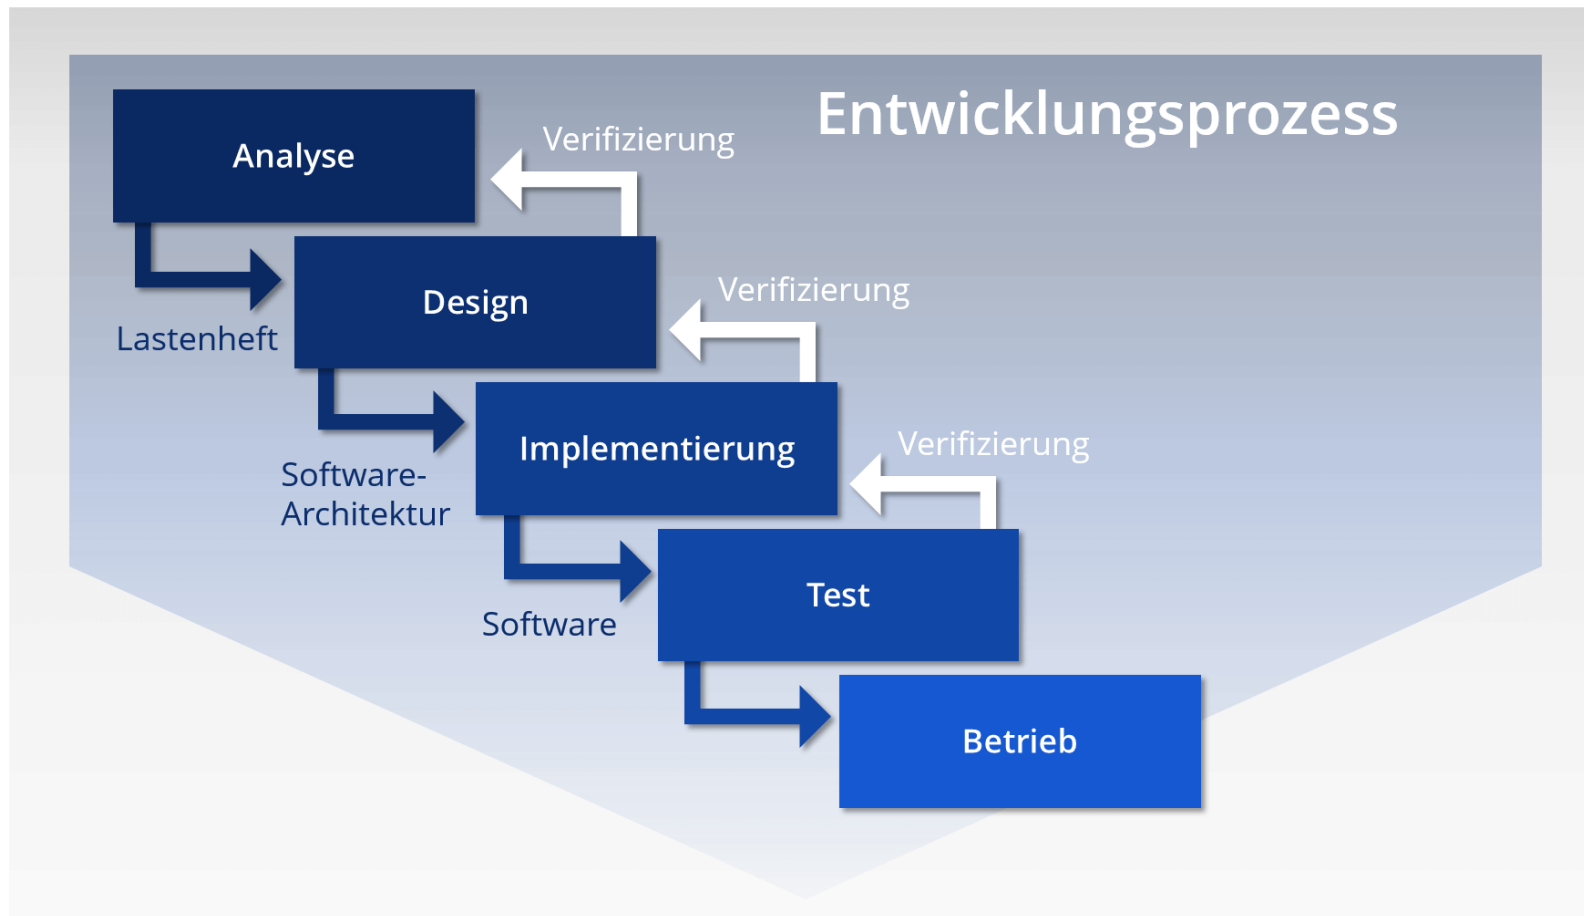 Entwicklungsprozess
Analyse
Verifizierung
Lastenheft
Design
Verifizierung
Software-
Architektur
Implementierung
Verifizierung
Software
Test
Betrieb